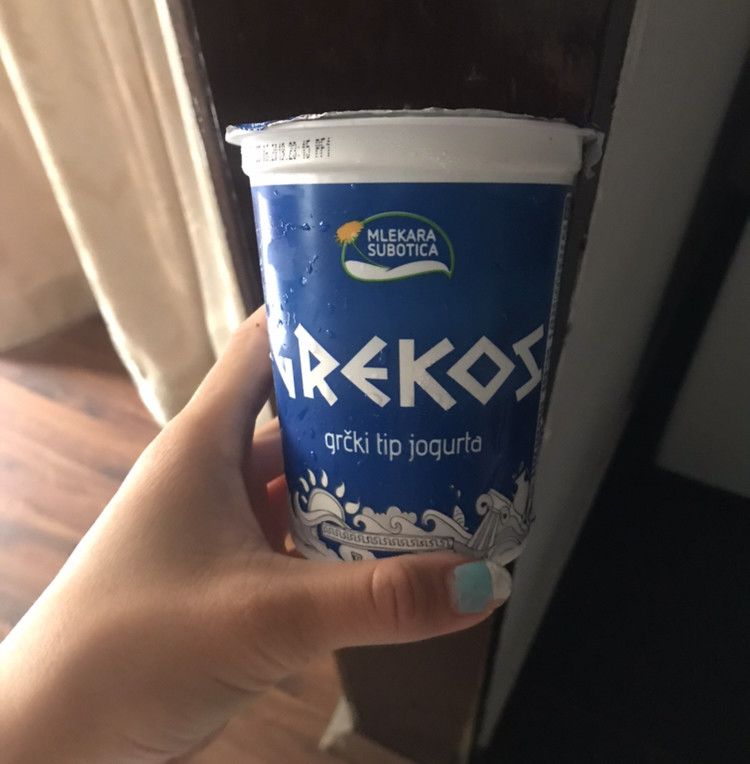 MLEKARA
SUBOTICA
GREKOS
grčki tip jogurta